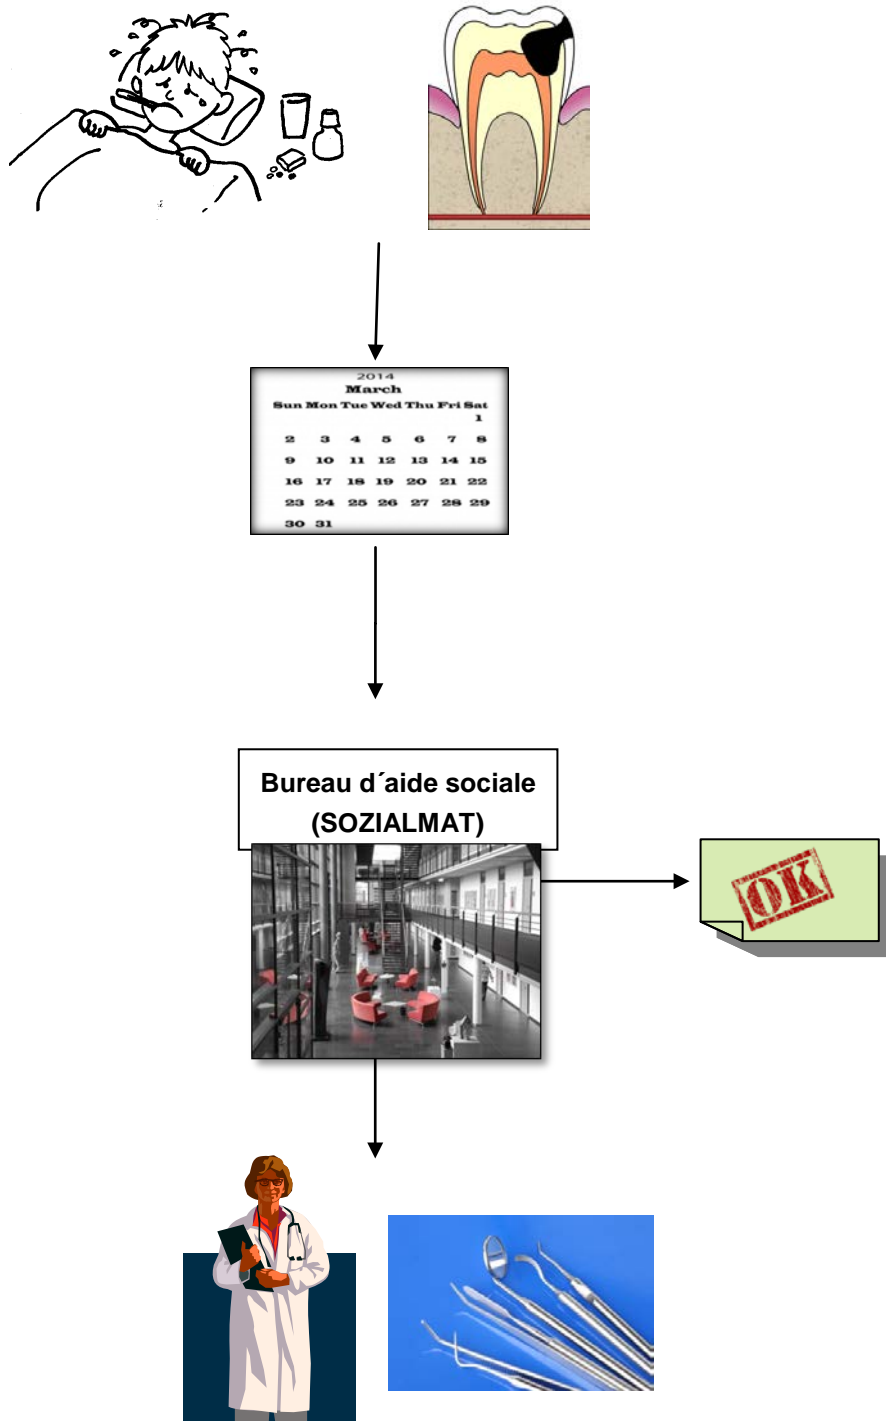 2014
March
Sun Mon Tue Wed Thu Fri Sat
1
2 3 4 5 6 7 8
9 10 11 12 13 14 15
16 17 18 19 20 21 22
23 24 25 26 27 28 29
30 31
Bureau d´aide sociale
(SOZIALMAT)
OK